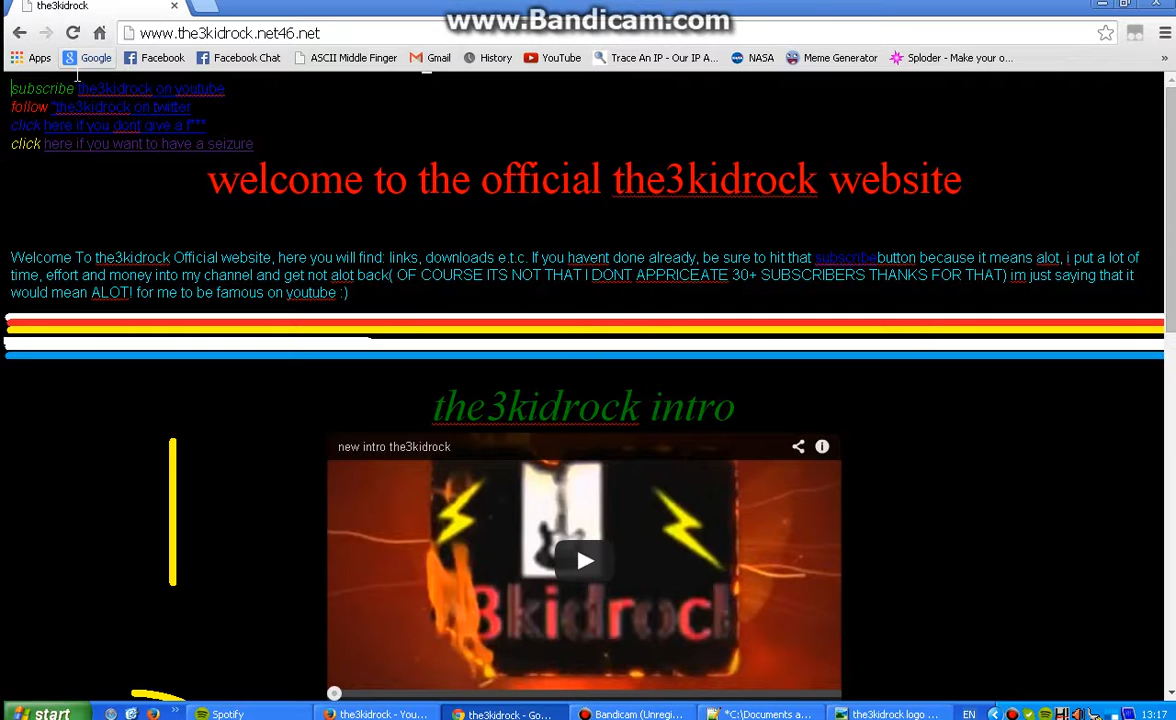 the3kidrock
www.Bandicam.com
www.the3kidrock.net46.net
Apps Google Facebook Facebook Chat ASCII Middle Finger Gmail History YouTube Trace An IP - Our IP A... NASA Meme Generator Sploder - Make your o...
subscribe the3kidrock on youtube
follow "the3kidrock on twitter
click here if you dont give a f***
click here if you want to have a seizure
welcome to the official the3kidrock website
Welcome To the3kidrock Official website, here you will find: links, downloads e.t.c. If you havent done already, be sure to hit that subscribebutton because it means alot, i put a lot of
time, effort and money into my channel and get not alot back( OF COURSE ITS NOT THAT I DONT APPRICEATE 30+ SUBSCRIBERS THANKS FOR THAT) im just saying that it
would mean ALOT! for me to be famous on youtube :)
the3kidrock intro
new intro the3kidrock
3kidrock
start Spotify the3kidrock - You... the3kidrock - Go... Bandicam (Unregi... *C:\Documents a... the3kidrock logo ... EN 13:17